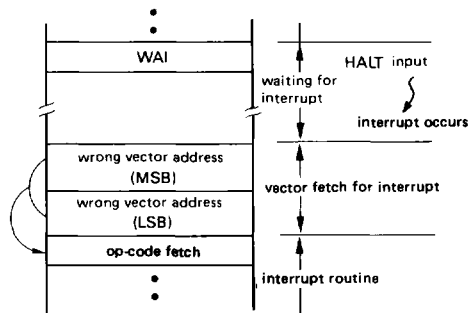 WAI
HALT input
waiting for
interrupt
interrupt occurs
wrong vector address
(MSB)
vector fetch for interrupt
wrong vector address
(LSB)
op-code fetch
interrupt routine